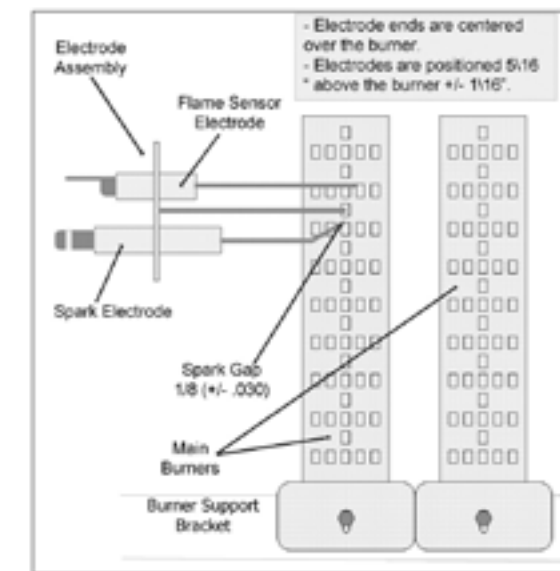 - Electrode ends are centered
over the burner.
- Electrodes are positioned 5\16
" above the burner +/- 1\16".
Electrode
Assembly
Flame Sensor
Electrode
Spark Electrode
Spark Gap
1/8 (+/- .030)
Main
Burners
Burner Support
Bracket